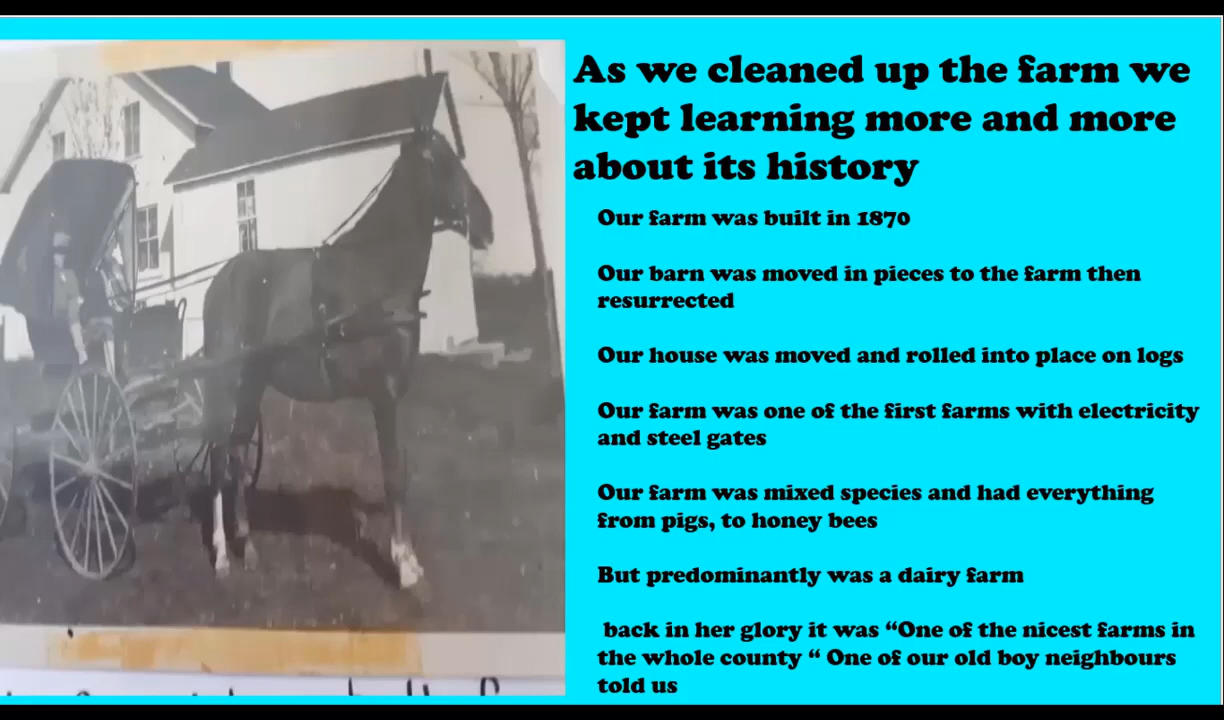 As we cleaned up the farm we
kept learning more and more
about its history
Our farm was built in 1870
Our barn was moved in pieces to the farm then
resurrected
Our house was moved and rolled into place on logs
Our farm was one of the first farms with electricity
and steel gates
Our farm was mixed species and had everything
from pigs, to honey bees
But predominantly was a dairy farm
back in her glory it was “One of the nicest farms in
the whole county “ One of our old boy neighbours
told us